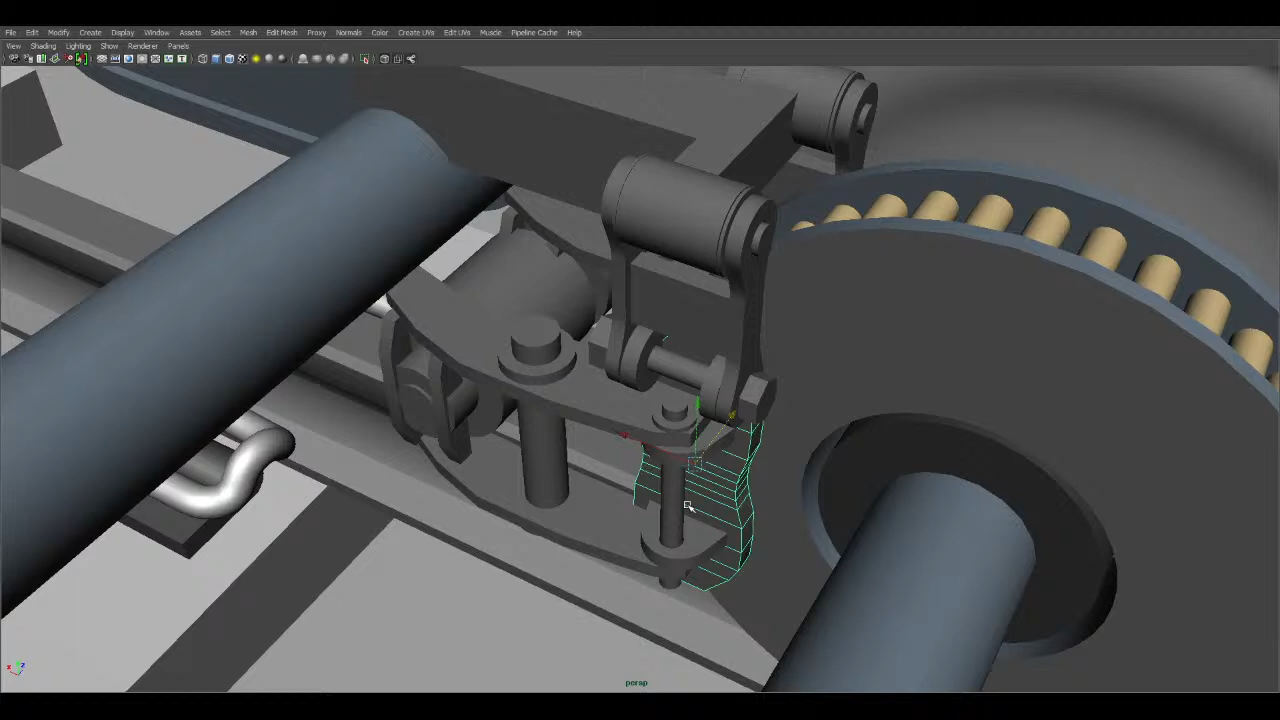 File Edit Modify Create Display Window Assets Select Mesh Edit Mesh Proxy Normals Color Create UVs Edit UVs Muscle Pipeline Cache Help
View Shading Lighting Show Renderer Panels
persp